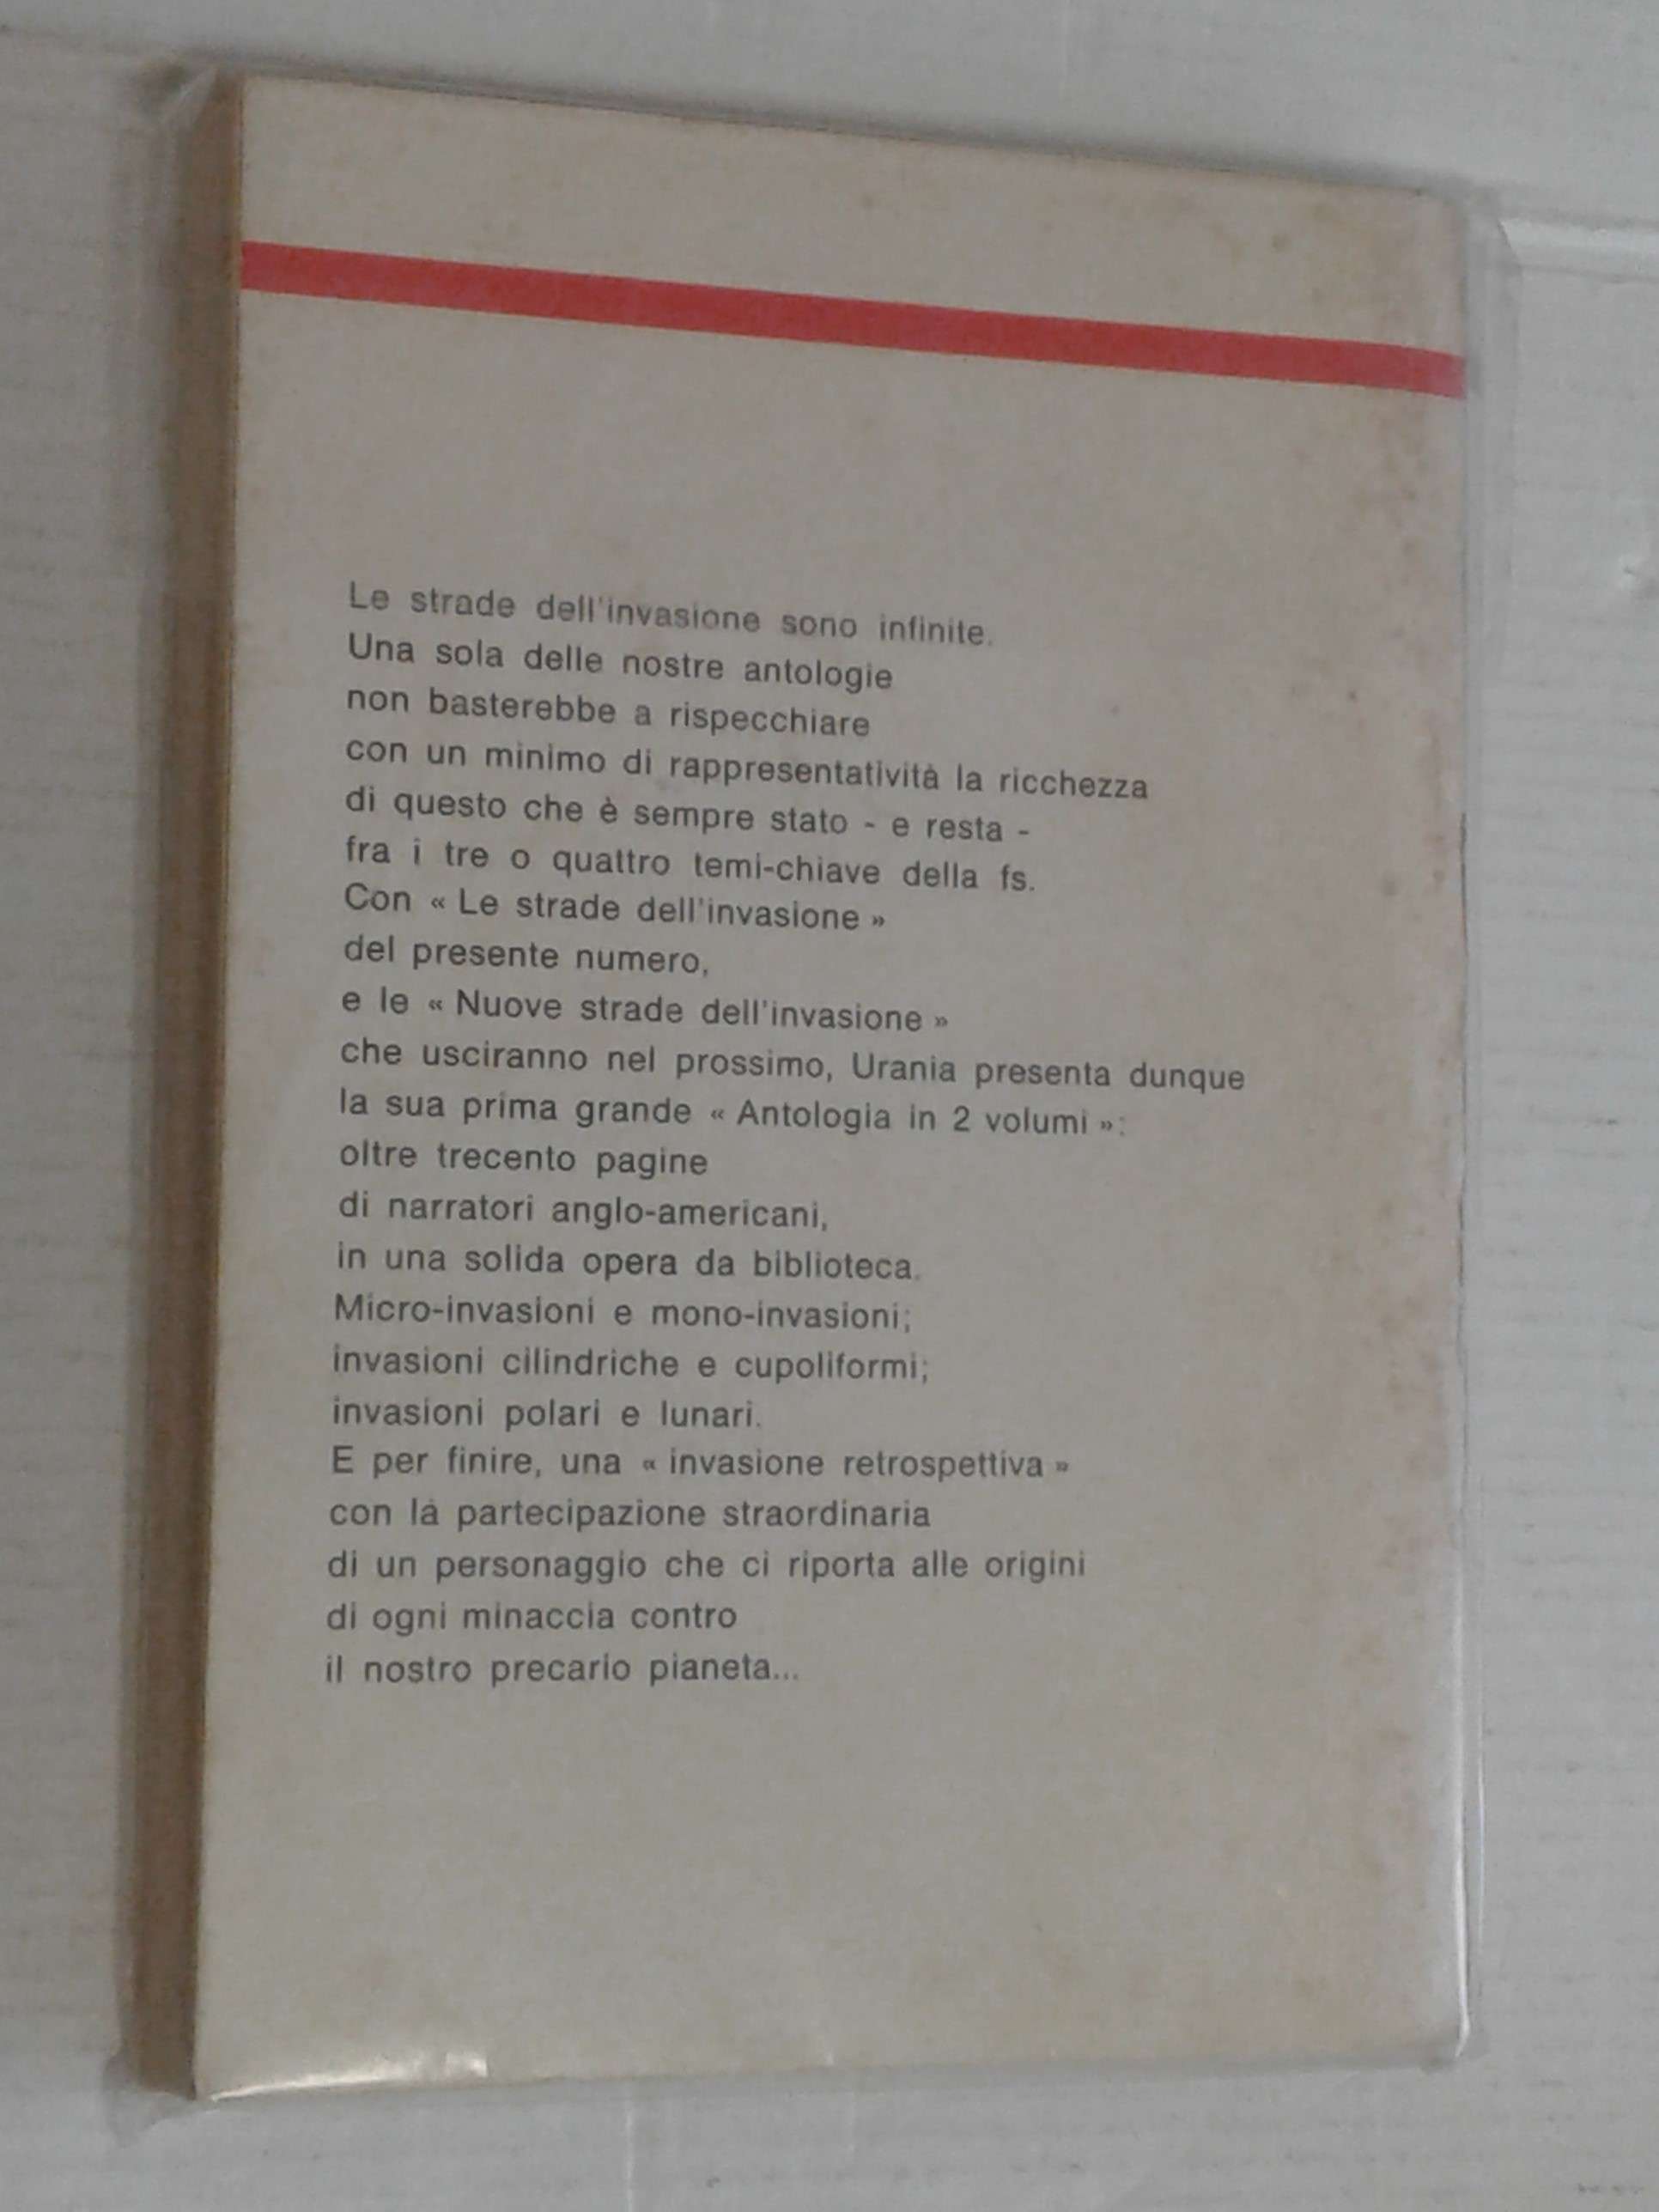 Le strade dell'invasione sono infinite.
Una sola delle nostre antologie
non basterebbe a rispecchiare
con un minimo di rappresentatività la ricchezza
di questo che è sempre stato - e resta -
fra i tre o quattro temi-chiave della fs.
Con « Le strade dell'invasione »
del presente numero,
e le « Nuove strade dell'invasione »
che usciranno nel prossimo, Urania presenta dunque
la sua prima grande « Antologia in 2 volumi »:
oltre trecento pagine
di narratori anglo-americani,
in una solida opera da biblioteca.
Micro-invasioni e mono-invasioni;
invasioni cilindriche e cupoliformi;
invasioni polari e lunari.
E per finire, una « invasione retrospettiva »
con la partecipazione straordinaria
di un personaggio che ci riporta alle origini
di ogni minaccia contro
il nostro precario pianeta...